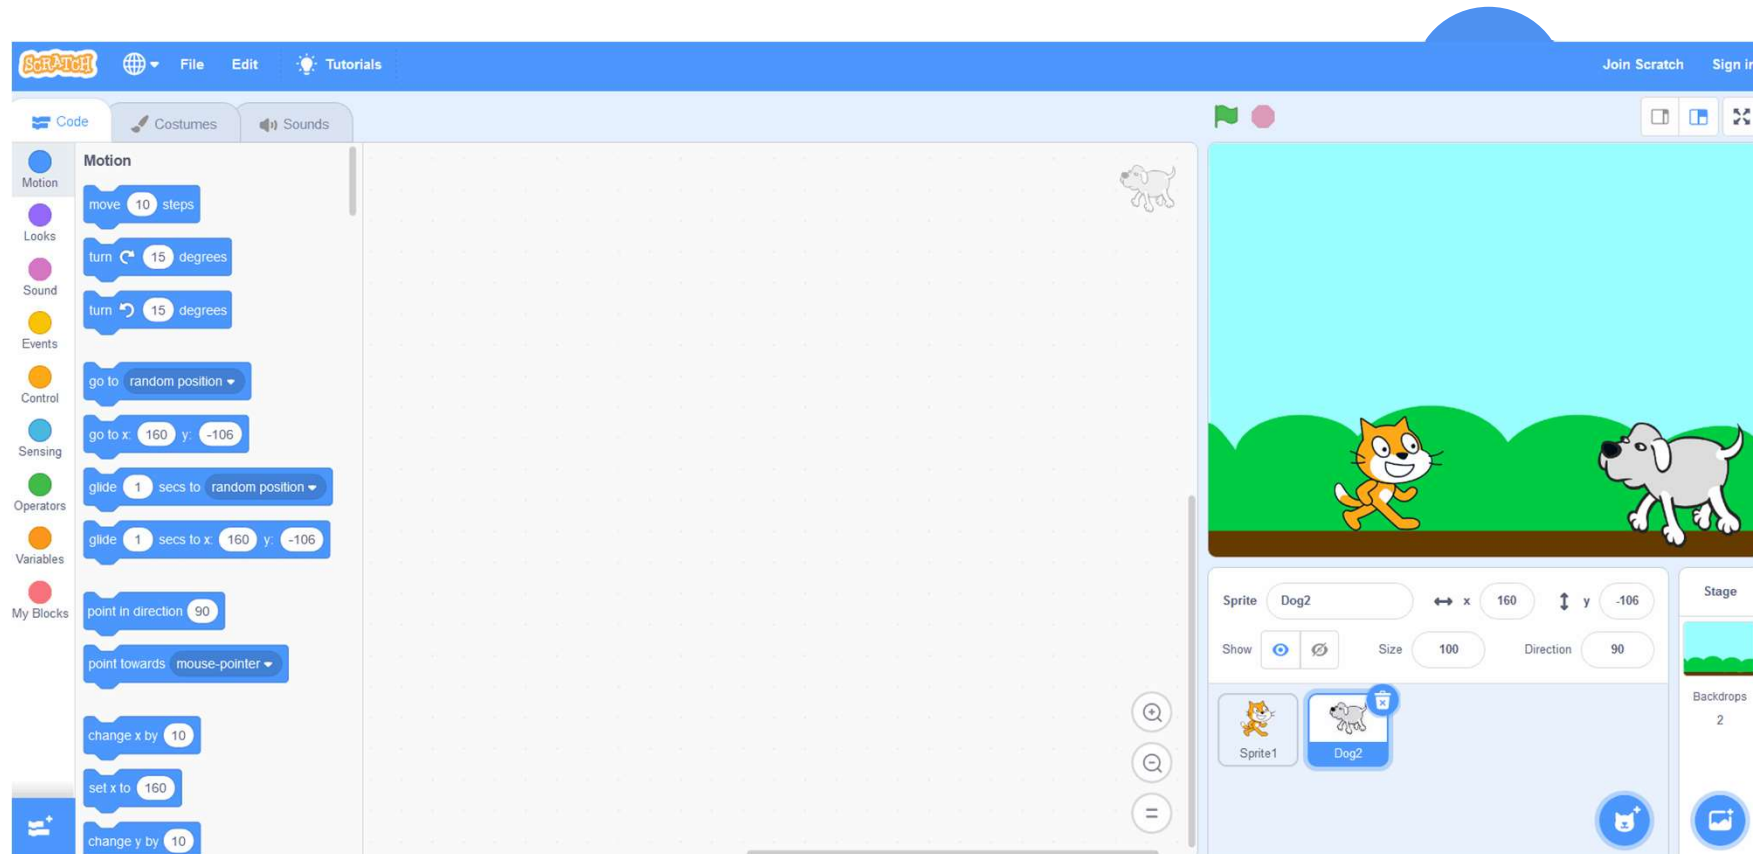 SCRATCH File Edit Tutorials Join Scratch
Code Costumes Sounds
Motion
Looks
Sound
Events
Control
Sensing
Operators
Variables
My Blocks
Motion
move 10 steps
turn 15 degrees
turn 15 degrees
go to random position
go to x: 160 y: -106
glide 1 secs to random position
glide 1 secs to x: 160 y: -106
point in direction 90
point towards mouse-pointer
change x by 10
set x to 160
change y by 10
Sprite Dog2 x 160 y -106
Show Size 100 Direction 90
Sprite1 Dog2
Stage
Backdrops
2